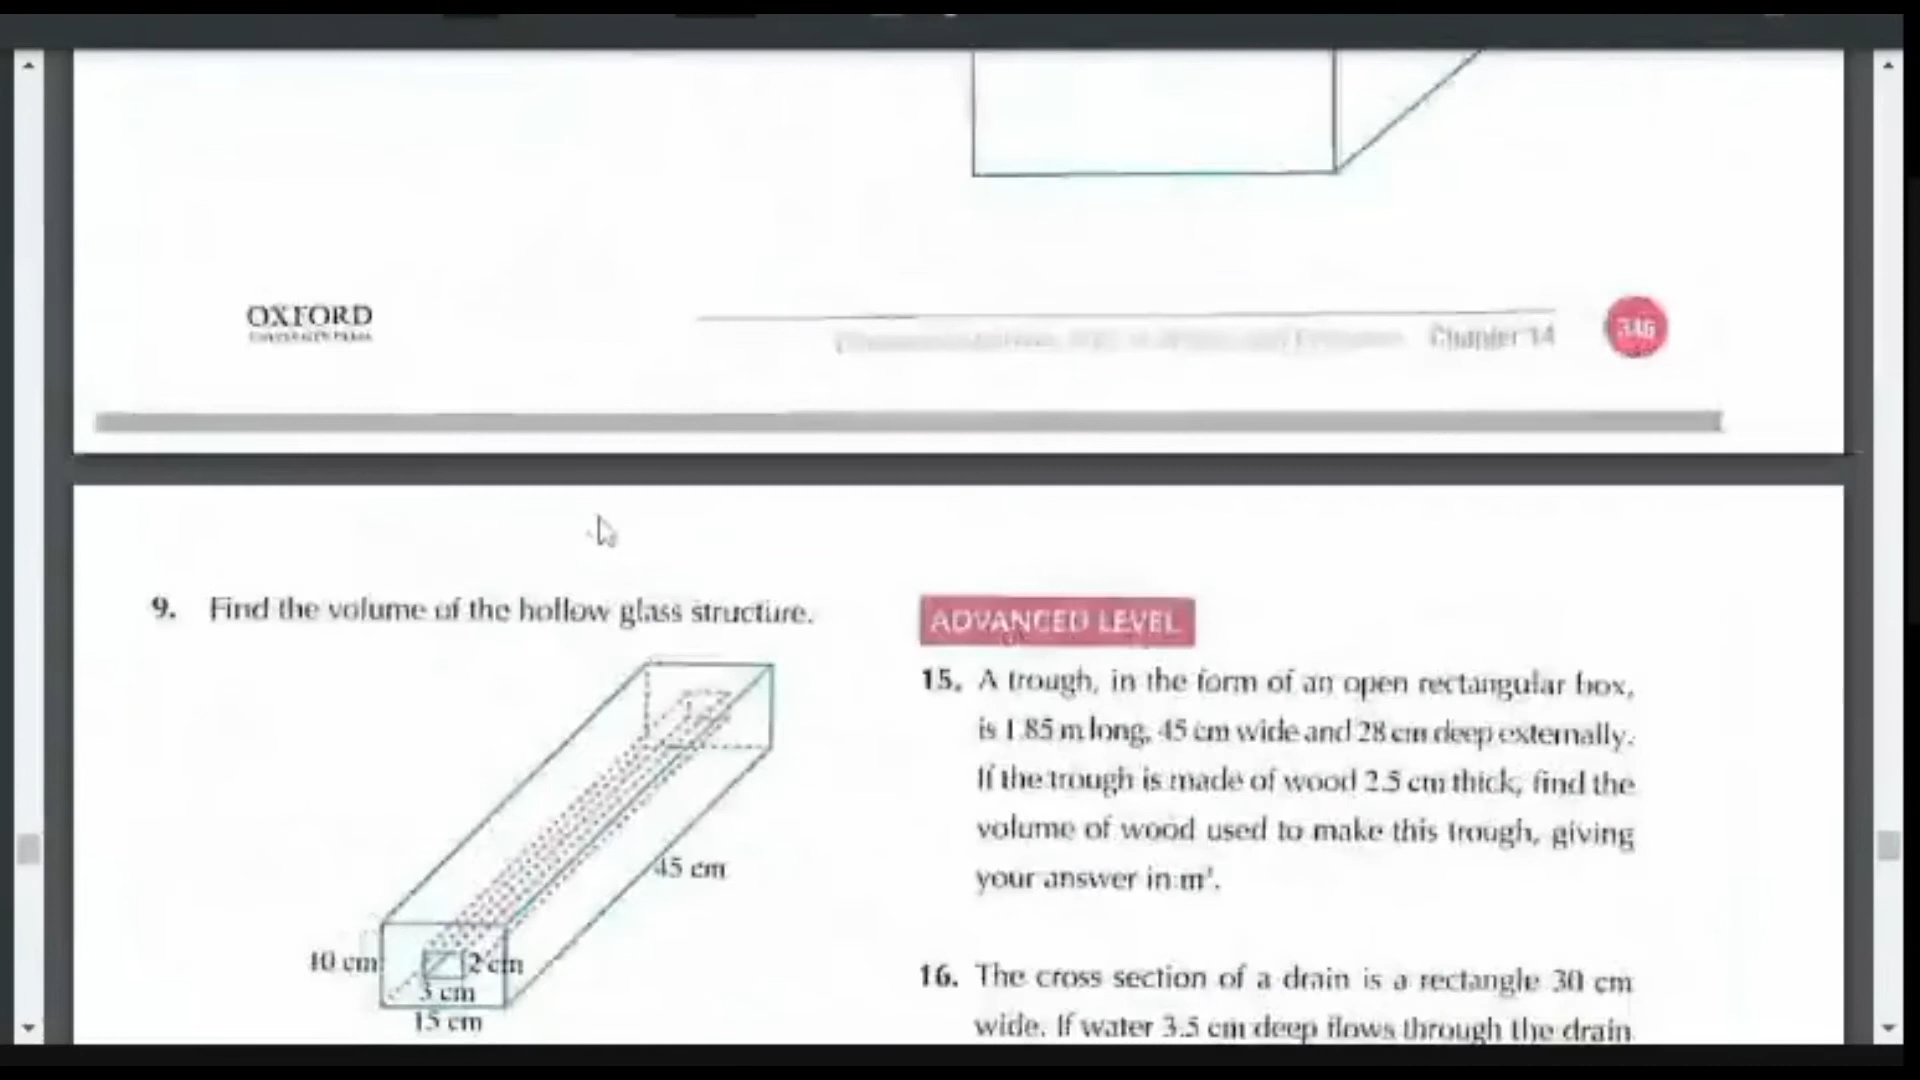 OXFORD
UNIVERSITY PRESS
Chapter 14
346
9. Find the volume of the hollow glass structure.
45 cm
10 cm
2 cm
3 cm
15 cm
ADVANCED LEVEL
15. A trough, in the form of an open rectangular box,
is 1.85 m long, 45 cm wide and 28 cm deep externally.
If the trough is made of wood 2.5 cm thick, find the
volume of wood used to make this trough, giving
your answer in m³.
16. The cross section of a drain is a rectangle 30 cm
wide. If water 3.5 cm deep flows through the drain